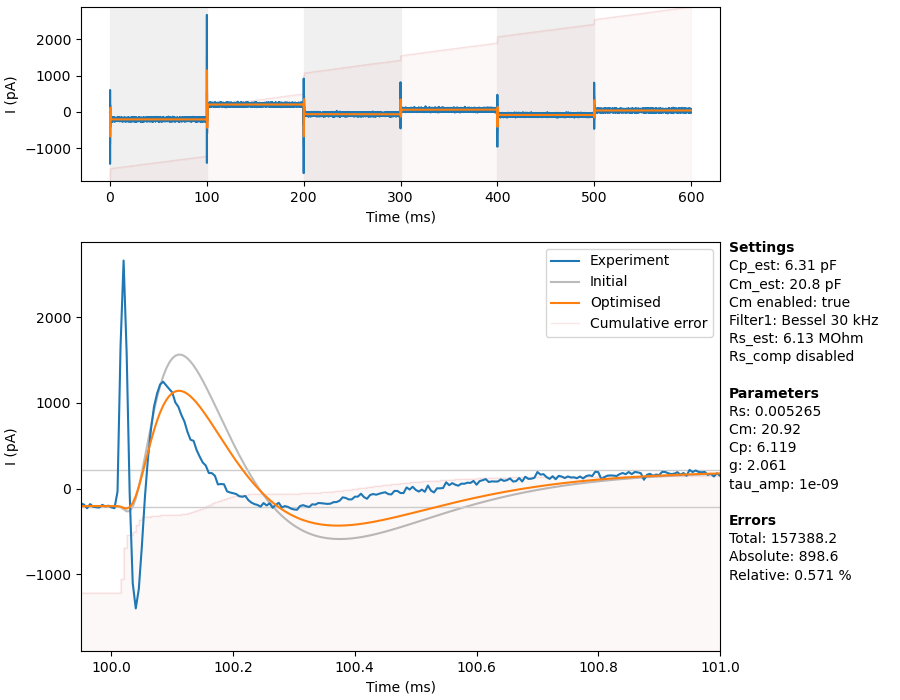 2000
1000
0
−1000
I (pA)
0 100 200 300 400 500 600
Time (ms)
2000
1000
0
−1000
I (pA)
100.0 100.2 100.4 100.6 100.8 101.0
Time (ms)
Experiment
Initial
Optimised
Cumulative error
Settings
Cp_est: 6.31 pF
Cm_est: 20.8 pF
Cm enabled: true
Filter1: Bessel 30 kHz
Rs_est: 6.13 MOhm
Rs_comp disabled
Parameters
Rs: 0.005265
Cm: 20.92
Cp: 6.119
g: 2.061
tau_amp: 1e-09
Errors
Total: 157388.2
Absolute: 898.6
Relative: 0.571 %